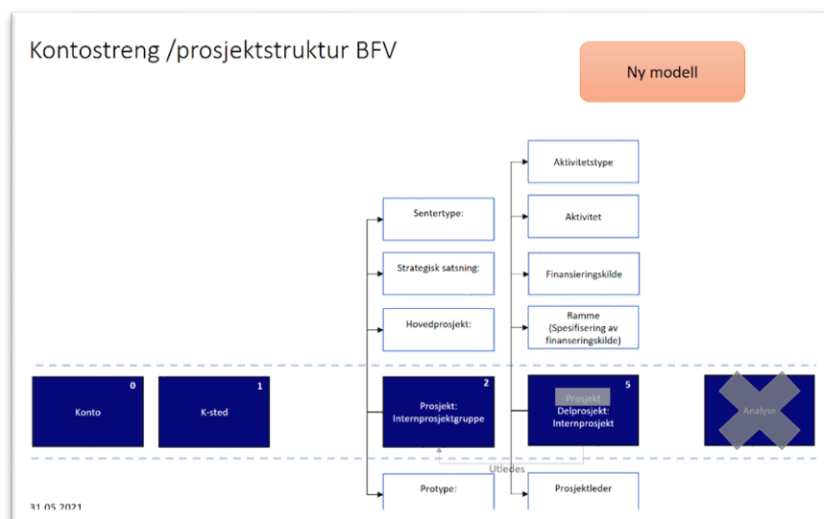 Kontostreng /prosjektstruktur BFV
Ny modell
Aktivitetstype
Sentertype:
Aktivitet
Strategisk satsning:
Finansieringskilde
Hovedprosjekt:
Ramme
(Spesifisering av
finanseringskilde)
0
Konto
1
K-sted
2
Prosjekt:
Internprosjektgruppe
5
Prosjekt
Delprosjekt:
Internprosjekt
Analyse
Utledes
Protype:
Prosjektleder
31.05.2021